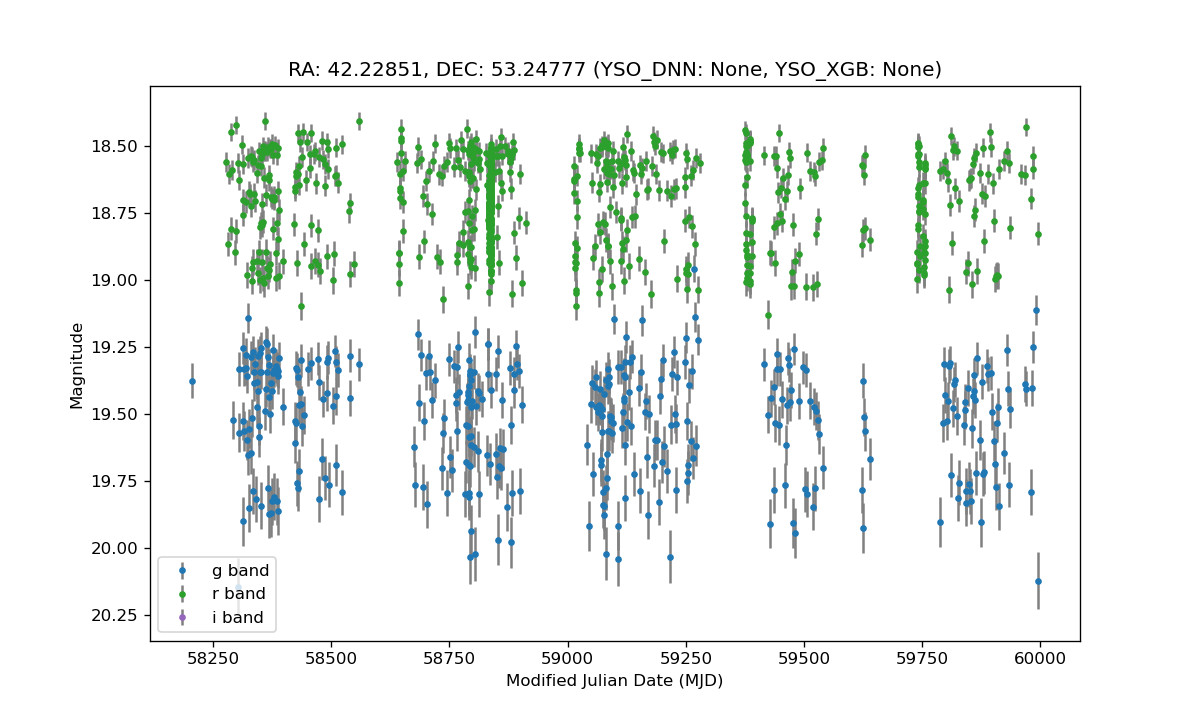 RA: 42.22851, DEC: 53.24777 (YSO_DNN: None, YSO_XGB: None)
Magnitude
18.50
18.75
19.00
19.25
19.50
19.75
20.00
20.25
g band
r band
i band
58250 58500 58750 59000 59250 59500 59750 60000
Modified Julian Date (MJD)